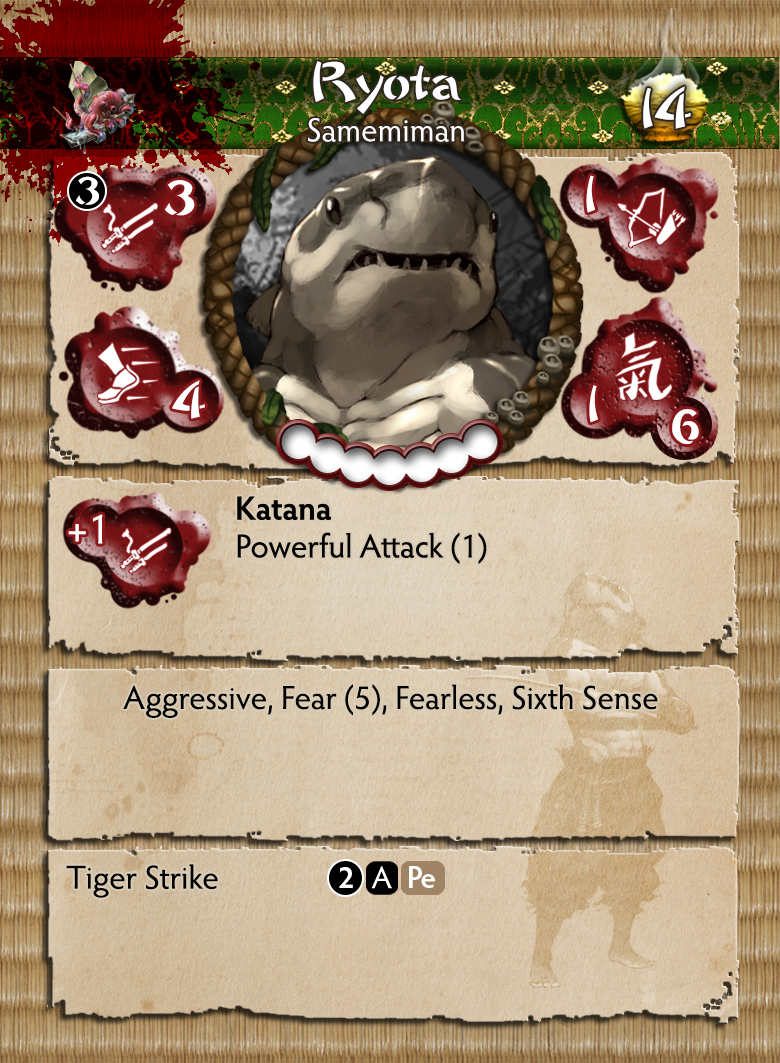 Ryota
14
Samemiman
3 3
1
4
氣
1 6
+1
Katana
Powerful Attack (1)
Aggressive, Fear (5), Fearless, Sixth Sense
Tiger Strike 2 A Pe